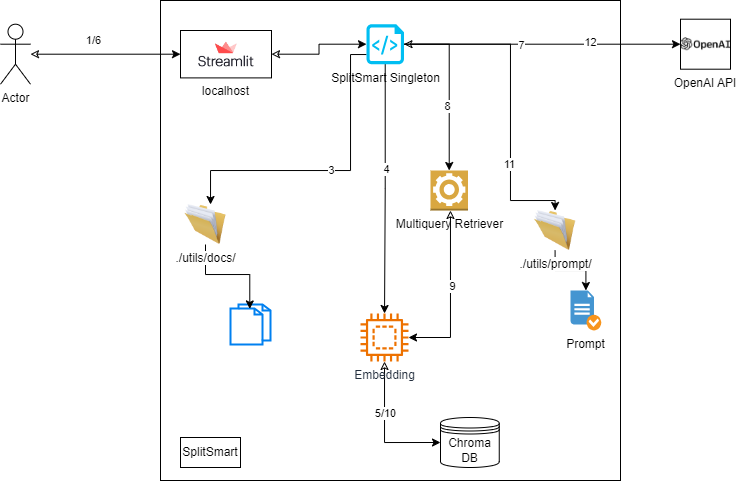 1/6
Streamlit
localhost
SplitSmart Singleton
7
12
OpenAI
OpenAI API
Actor
8
3
4
11
Multiquery Retriever
./utils/docs/
./utils/prompt/
9
Prompt
Embedding
5/10
Chroma
DB
SplitSmart